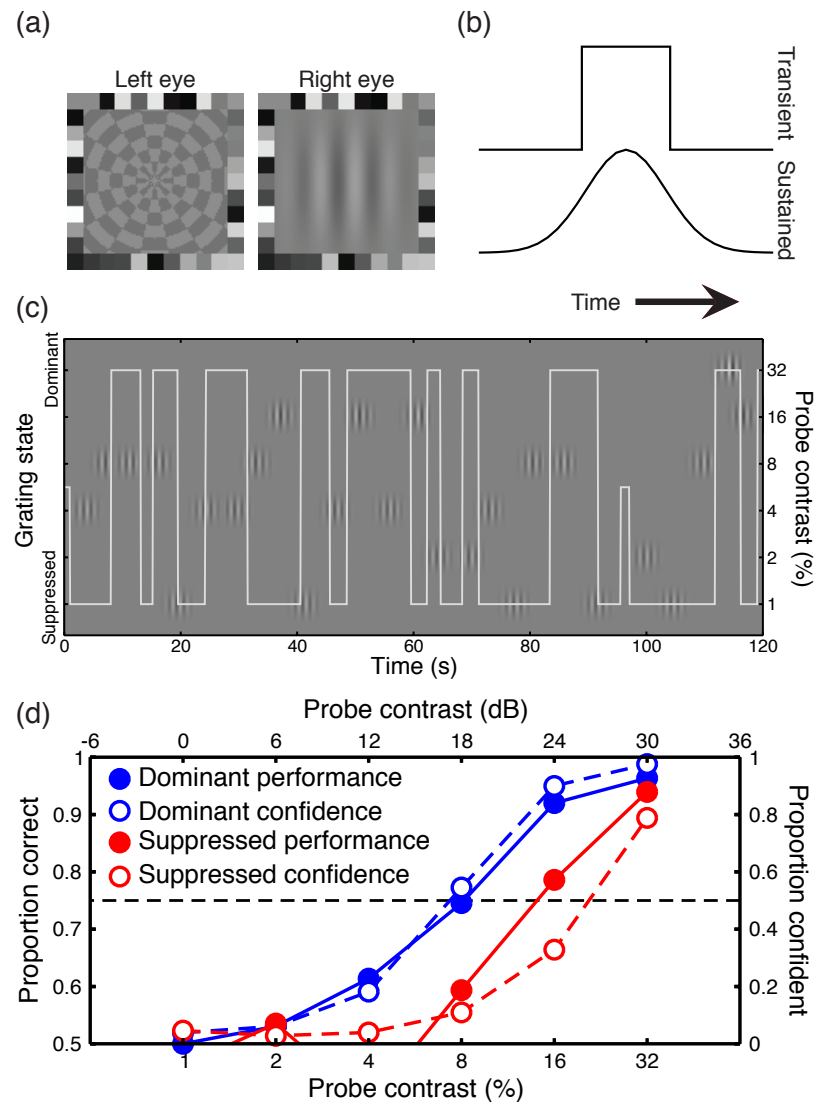 (a)
Left eye
Right eye
(b)
Transient
Sustained
Time
(c)
Grating state
Dominant
Suppressed
32
16
8
4
2
1
Probe contrast (%)
0
20
40
60
80
100
120
Time (s)
(d)
Probe contrast (dB)
-6
0
6
12
18
24
30
36
Dominant performance
Dominant confidence
Suppressed performance
Suppressed confidence
Proportion correct
1
0.9
0.8
0.7
0.6
0.5
Proportion confident
1
0.8
0.6
0.4
0.2
0
1
2
4
8
16
32
Probe contrast (%)